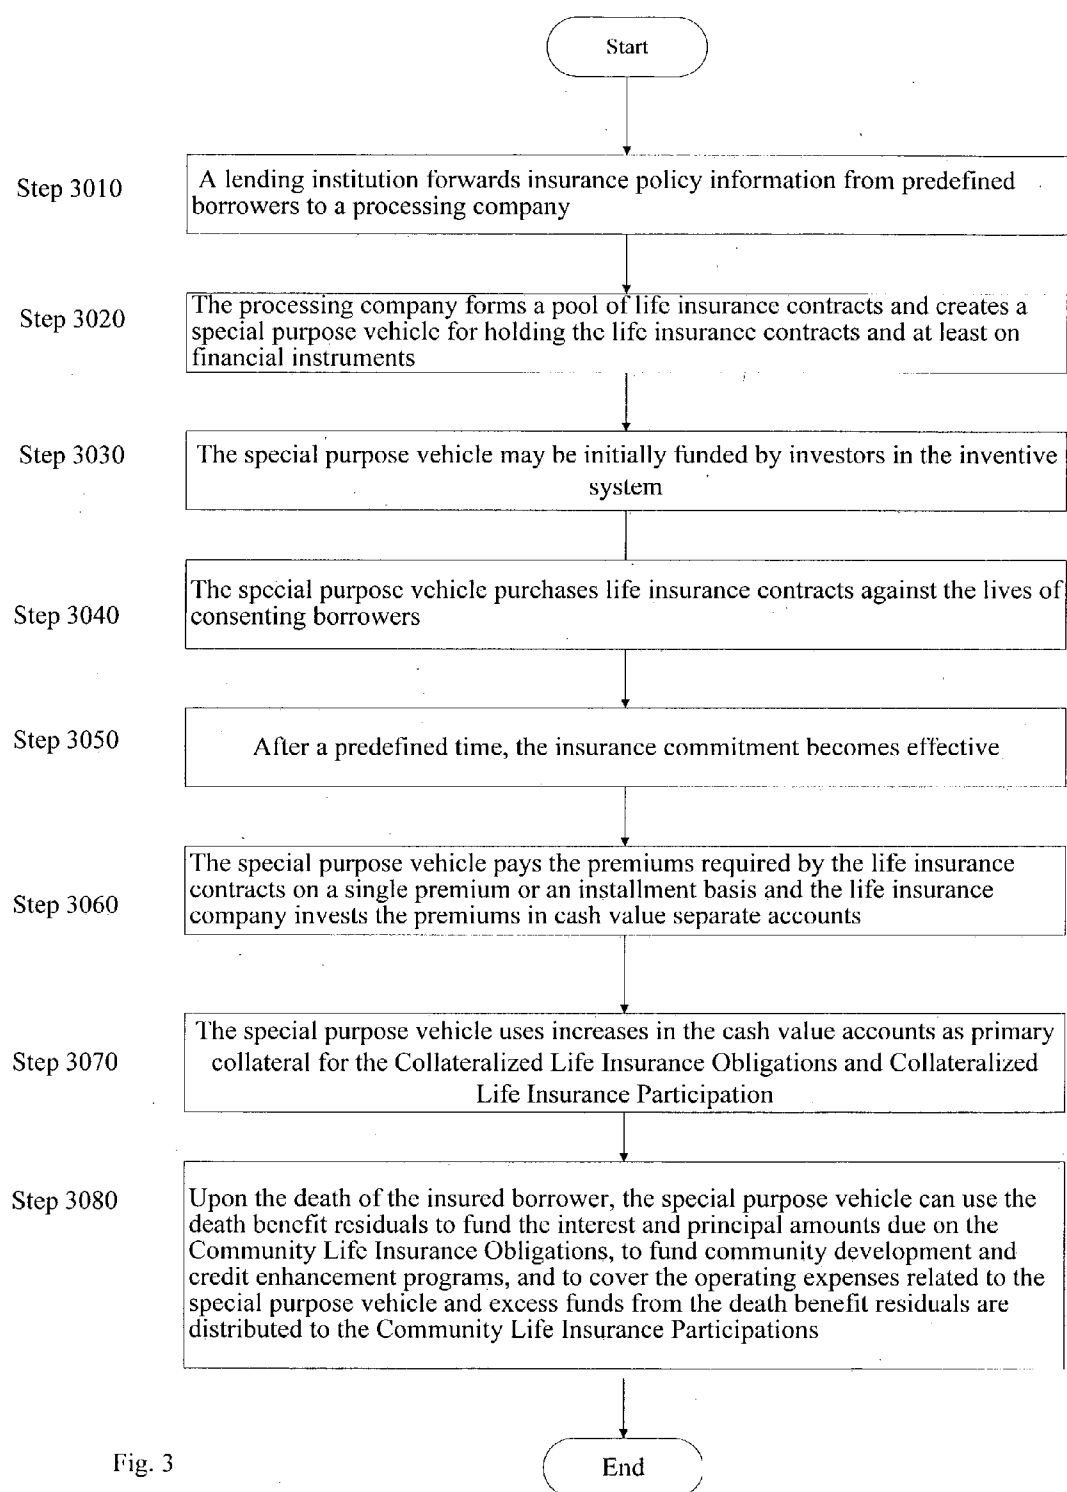 Start
Step 3010
A lending institution forwards insurance policy information from predefined
borrowers to a processing company
Step 3020
The processing company forms a pool of life insurance contracts and creates a
special purpose vehicle for holding the life insurance contracts and at least on
financial instruments
Step 3030
The special purpose vehicle may be initially funded by investors in the inventive
system
Step 3040
The special purpose vehicle purchases life insurance contracts against the lives of
consenting borrowers
Step 3050
After a predefined time, the insurance commitment becomes effective
Step 3060
The special purpose vehicle pays the premiums required by the life insurance
contracts on a single premium or an installment basis and the life insurance
company invests the premiums in cash value separate accounts
Step 3070
The special purpose vehicle uses increases in the cash value accounts as primary
collateral for the Collateralized Life Insurance Obligations and Collateralized
Life Insurance Participation
Step 3080
Upon the death of the insured borrower, the special purpose vehicle can use the
death benefit residuals to fund the interest and principal amounts due on the
Community Life Insurance Obligations, to fund community development and
credit enhancement programs, and to cover the operating expenses related to the
special purpose vehicle and excess funds from the death benefit residuals are
distributed to the Community Life Insurance Participations
Fig. 3
End